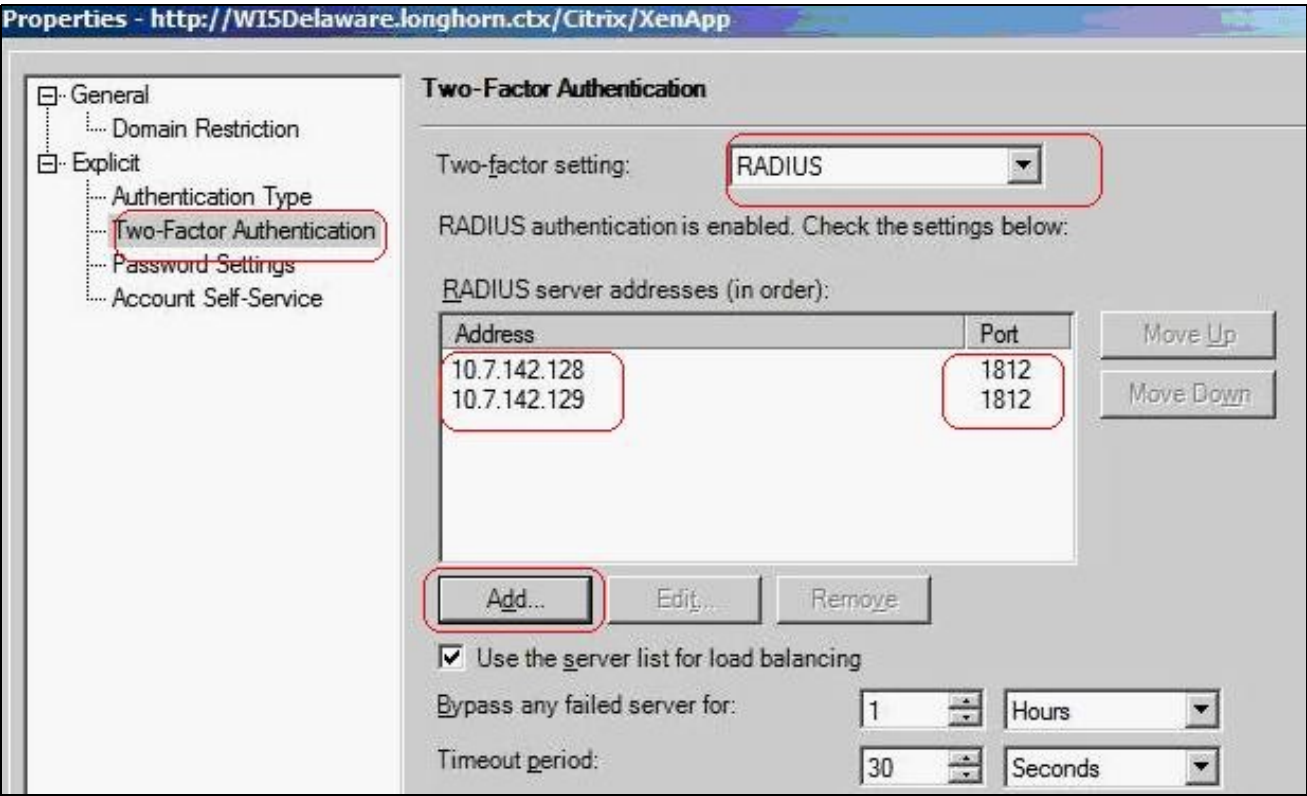 Properties - http://WI5Delaware.longhorn.ctx/Citrix/XenApp
General
Domain Restriction
Explicit
Authentication Type
Two-Factor Authentication
Password Settings
Account Self-Service
Two-Factor Authentication
Two-factor setting: RADIUS
RADIUS authentication is enabled. Check the settings below:
RADIUS server addresses (in order):
Address Port
10.7.142.128 1812
10.7.142.129 1812
Move Up
Move Down
Add... Edit... Remove
Use the server list for load balancing
Bypass any failed server for: 1 Hours
Timeout period: 30 Seconds